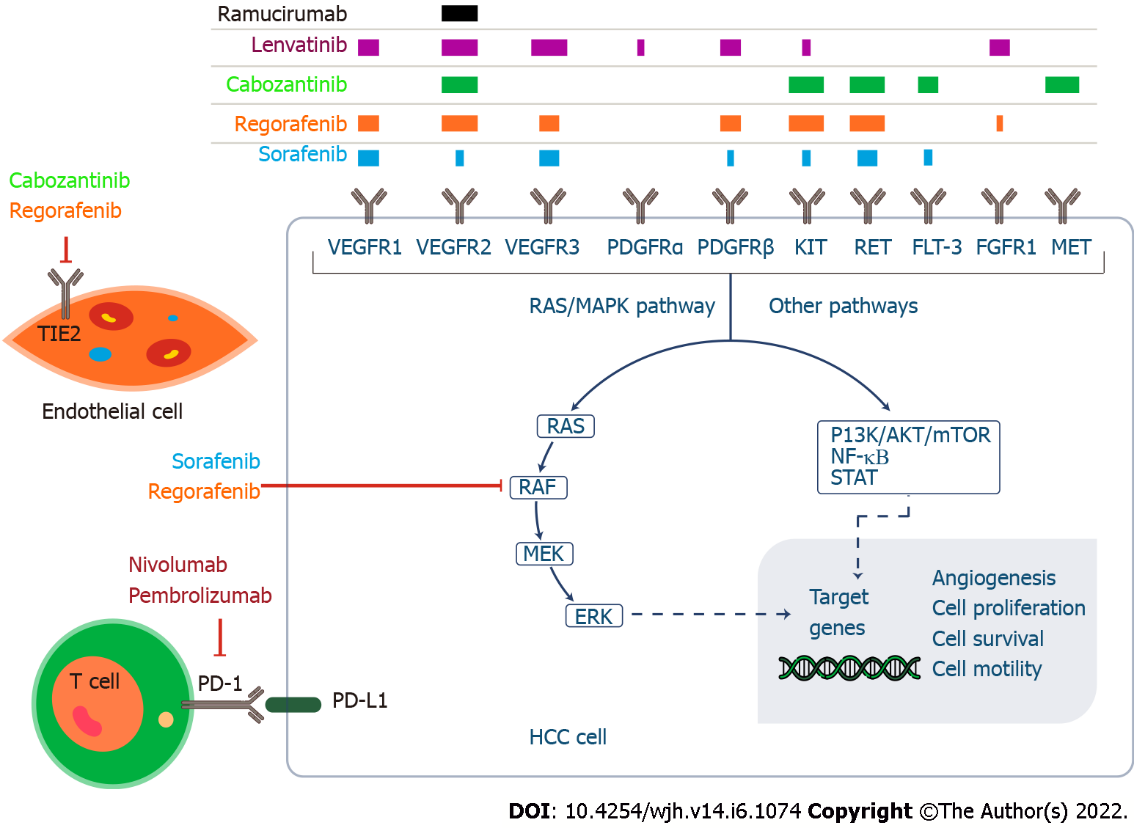 Ramucirumab
Lenvatinib
Cabozantinib
Regorafenib
Sorafenib
Cabozantinib
Regorafenib
TIE2
Endothelial cell
VEGFR1 VEGFR2 VEGFR3 PDGFRα PDGFRβ KIT RET FLT-3 FGFR1 MET
RAS/MAPK pathway Other pathways
RAS
P13K/AKT/mTOR
NF-κB
STAT
Sorafenib
Regorafenib
RAF
MEK
ERK
Nivolumab
Pembrolizumab
T cell
PD-1
PD-L1
Target
genes
Angiogenesis
Cell proliferation
Cell survival
Cell motility
HCC cell
DOI: 10.4254/wjh.v14.i6.1074 Copyright ©The Author(s) 2022.